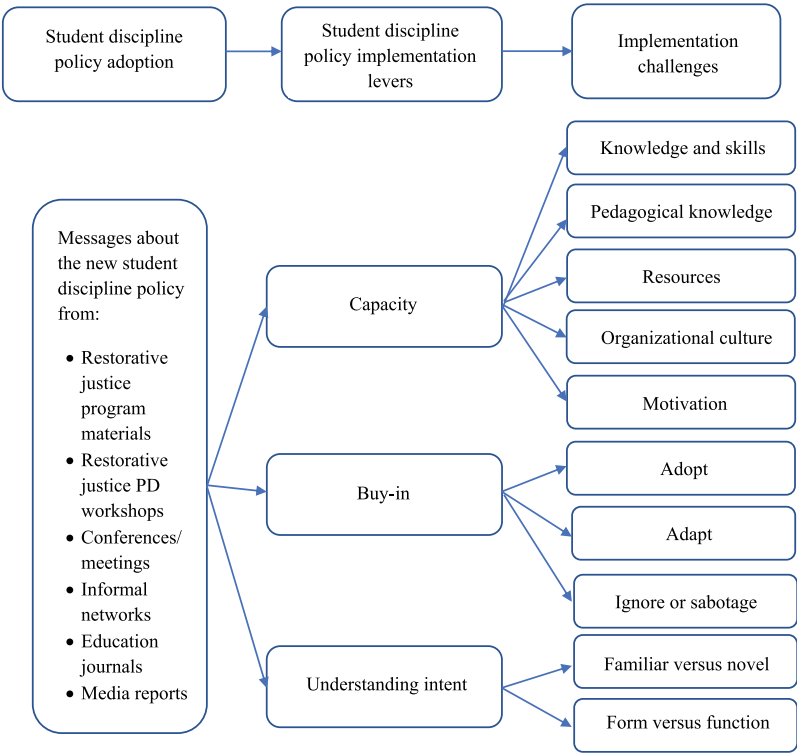 Student discipline
policy adoption
Student discipline
policy implementation
levers
Implementation
challenges
Messages about
the new student
discipline policy
from:
• Restorative
justice
program
materials
• Restorative
justice PD
workshops
• Conferences/
meetings
• Informal
networks
• Education
journals
• Media reports
Capacity
Buy-in
Understanding intent
Knowledge and skills
Pedagogical knowledge
Resources
Organizational culture
Motivation
Adopt
Adapt
Ignore or sabotage
Familiar versus novel
Form versus function